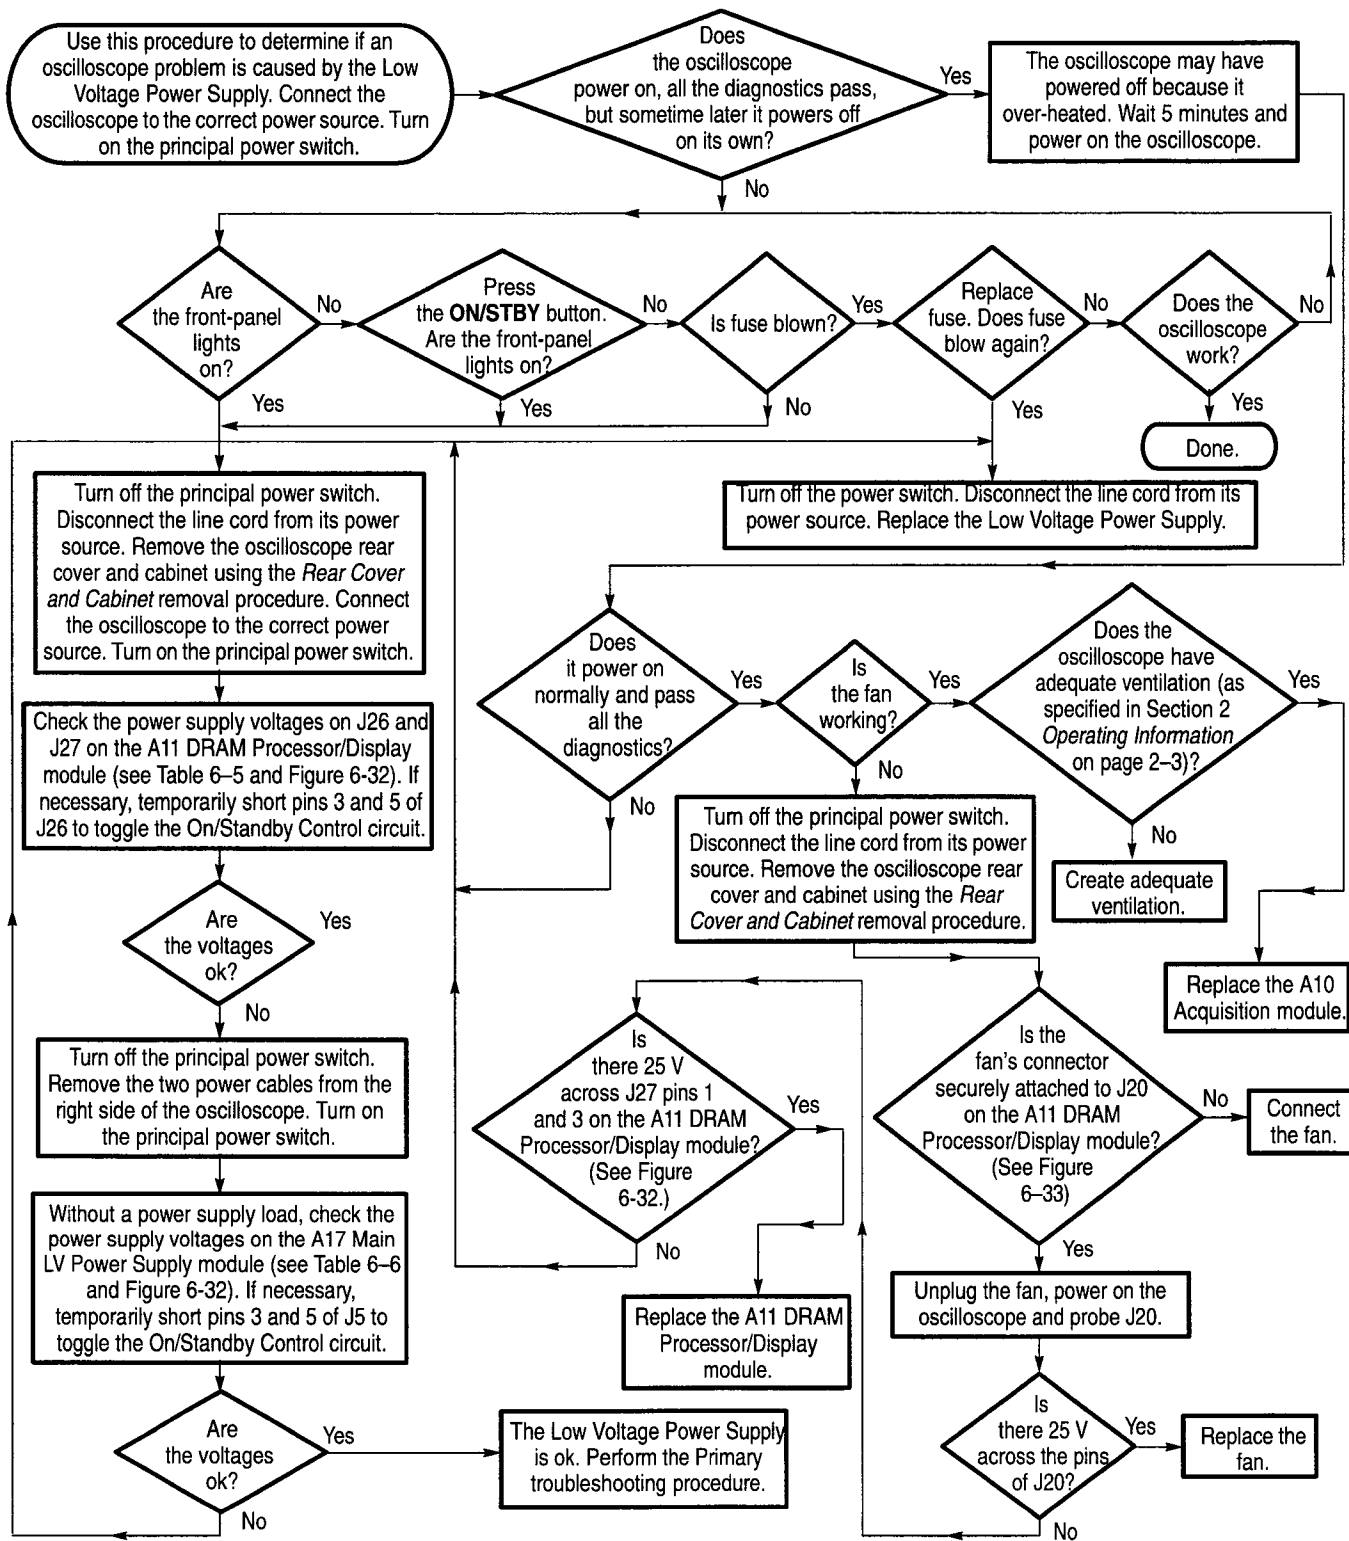 Use this procedure to determine if an
oscilloscope problem is caused by the Low
Voltage Power Supply. Connect the
oscilloscope to the correct power source. Turn
on the principal power switch.
Does
the oscilloscope
power on, all the diagnostics pass,
but sometime later it powers off
on its own?
Yes
The oscilloscope may have
powered off because it
over-heated. Wait 5 minutes and
power on the oscilloscope.
No
Are
the front-panel
lights
on?
No
Press
the ON/STBY button.
Are the front-panel
lights on?
No
Is fuse blown?
Yes
Replace
fuse. Does fuse
blow again?
No
Does the
oscilloscope
work?
No
Yes
Yes
No
Yes
Yes
Done.
Turn off the principal power switch.
Disconnect the line cord from its power
source. Remove the oscilloscope rear
cover and cabinet using the Rear Cover
and Cabinet removal procedure. Connect
the oscilloscope to the correct power
source. Turn on the principal power switch.
Turn off the power switch. Disconnect the line cord from its
power source. Replace the Low Voltage Power Supply.
Does
it power on
normally and pass
all the
diagnostics?
Yes
No
Is
the fan
working?
Yes
No
Does the
oscilloscope have
adequate ventilation (as
specified in Section 2
Operating Information
on page 2–3)?
Yes
No
Check the power supply voltages on J26 and
J27 on the A11 DRAM Processor/Display
module (see Table 6–5 and Figure 6-32). If
necessary, temporarily short pins 3 and 5 of
J26 to toggle the On/Standby Control circuit.
Turn off the principal power switch.
Disconnect the line cord from its power
source. Remove the oscilloscope rear
cover and cabinet using the Rear
Cover and Cabinet removal procedure.
Create adequate
ventilation.
Replace the A10
Acquisition module.
Are
the voltages
ok?
Yes
No
Turn off the principal power switch.
Remove the two power cables from the
right side of the oscilloscope. Turn on
the principal power switch.
Is
there 25 V
across J27 pins 1
and 3 on the A11 DRAM
Processor/Display module?
(See Figure
6-32.)
Yes
No
Is the
fan's connector
securely attached to J20
on the A11 DRAM
Processor/Display module?
(See Figure
6–33)
No
Connect
the fan.
Yes
Without a power supply load, check the
power supply voltages on the A17 Main
LV Power Supply module (see Table 6–6
and Figure 6-32). If necessary,
temporarily short pins 3 and 5 of J5 to
toggle the On/Standby Control circuit.
Replace the A11 DRAM
Processor/Display
module.
Unplug the fan, power on the
oscilloscope and probe J20.
Are
the voltages
ok?
Yes
No
The Low Voltage Power Supply
is ok. Perform the Primary
troubleshooting procedure.
Is
there 25 V
across the pins
of J20?
Yes
No
Replace the
fan.